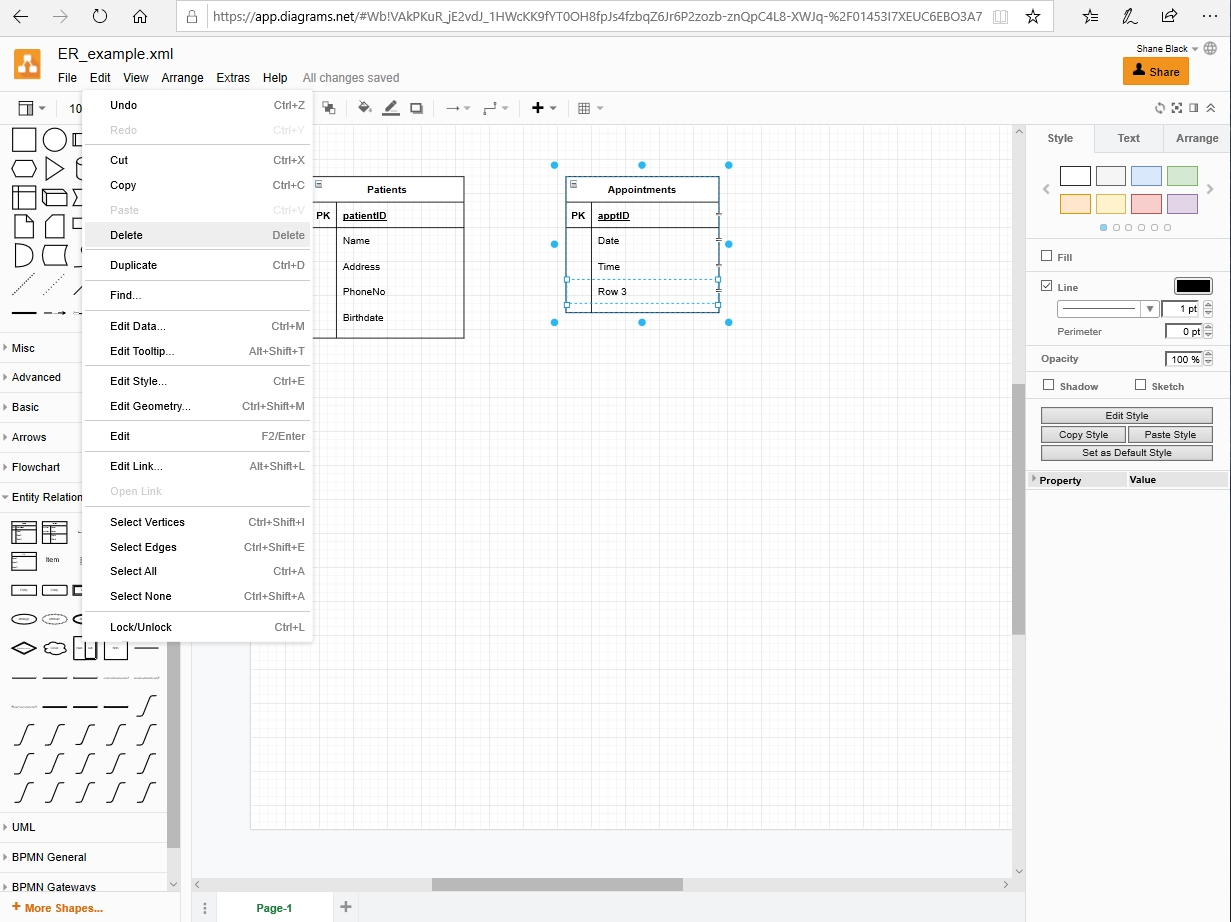 https://app.diagrams.net/#Wb!VAkPKuR_jE2vdJ_1HWcKK9fYT0OH8fpJs4fzbqZ6Jr6P2zozb-znQpC4L8-XWJq-%2F01453I7XEUC6EBO3A7
ER_example.xml
Shane Black
File Edit View Arrange Extras Help All changes saved
Share
10
Undo Ctrl+Z
Redo Ctrl+Y
Cut Ctrl+X
Copy Ctrl+C
Paste Ctrl+V
Delete Delete
Duplicate Ctrl+D
Find...
Edit Data... Ctrl+M
Edit Tooltip... Alt+Shift+T
Edit Style... Ctrl+E
Edit Geometry... Ctrl+Shift+M
Edit F2/Enter
Edit Link... Alt+Shift+L
Open Link
Select Vertices Ctrl+Shift+I
Select Edges Ctrl+Shift+E
Select All Ctrl+A
Select None Ctrl+Shift+A
Lock/Unlock Ctrl+L
Misc
Advanced
Basic
Arrows
Flowchart
Entity Relation
Item
UML
BPMN General
BPMN Gateways
+ More Shapes...
Patients
PK patientID
Name
Address
PhoneNo
Birthdate
Appointments
PK apptID
Date
Time
Row 3
Page-1
Style Text Arrange
Fill
Line
1 pt
Perimeter 0 pt
Opacity 100 %
Shadow Sketch
Edit Style
Copy Style Paste Style
Set as Default Style
Property Value